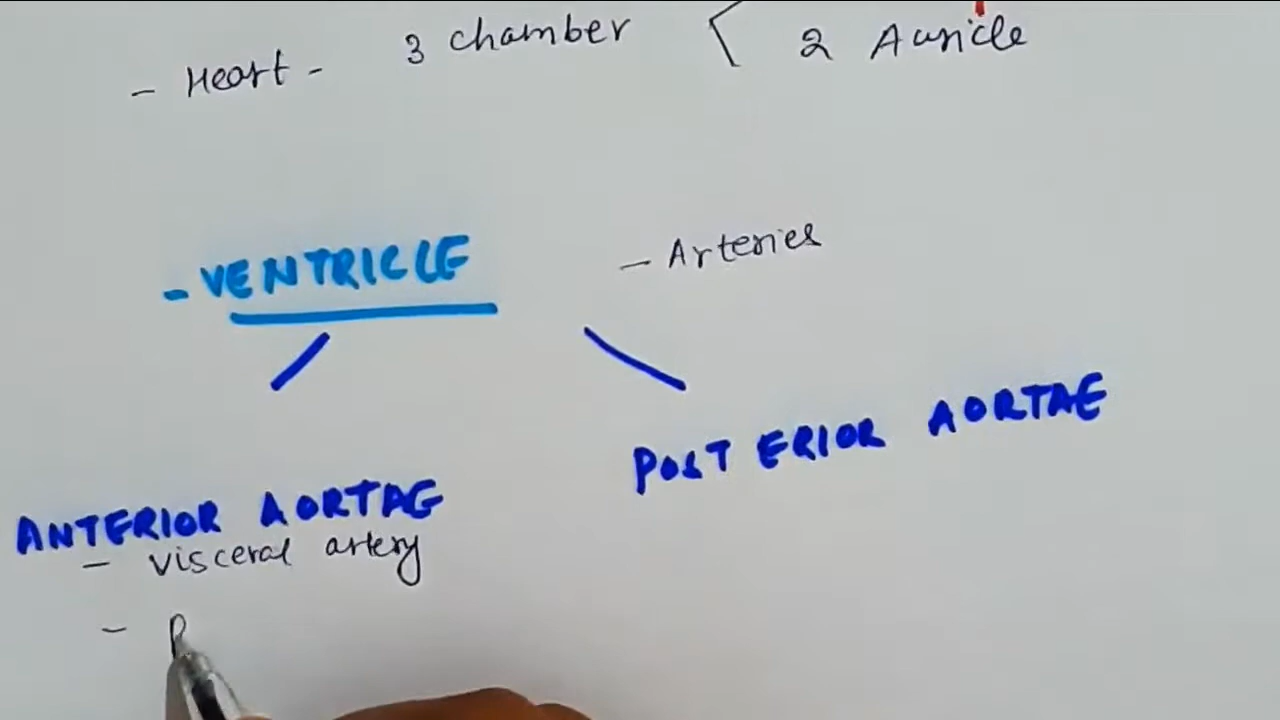 - Heart - 3 chamber 2 Auricle
- VENTRICLE - Arteries
POSTERIOR AORTAE
ANTERIOR AORTAE
- visceral artery
- P